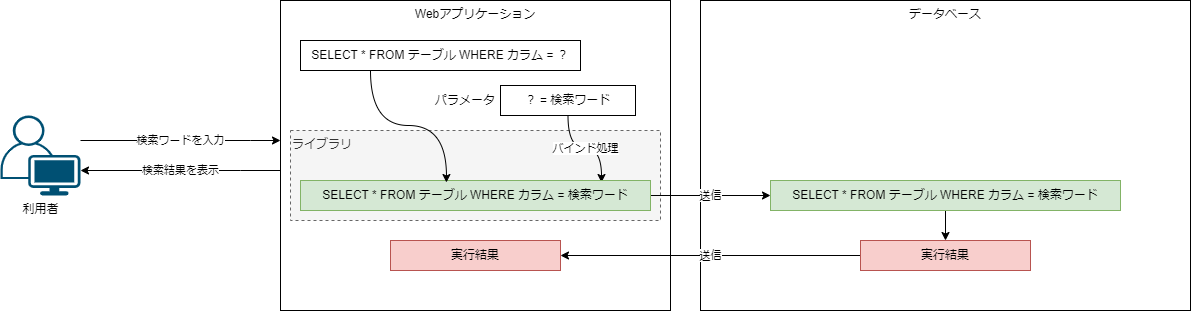 Webアプリケーション
データベース
SELECT * FROM テーブル WHERE カラム = ？
パラメータ
？ = 検索ワード
検索ワードを入力
ライブラリ
バインド処理
検索結果を表示
SELECT * FROM テーブル WHERE カラム = 検索ワード
送信
SELECT * FROM テーブル WHERE カラム = 検索ワード
利用者
実行結果
送信
実行結果